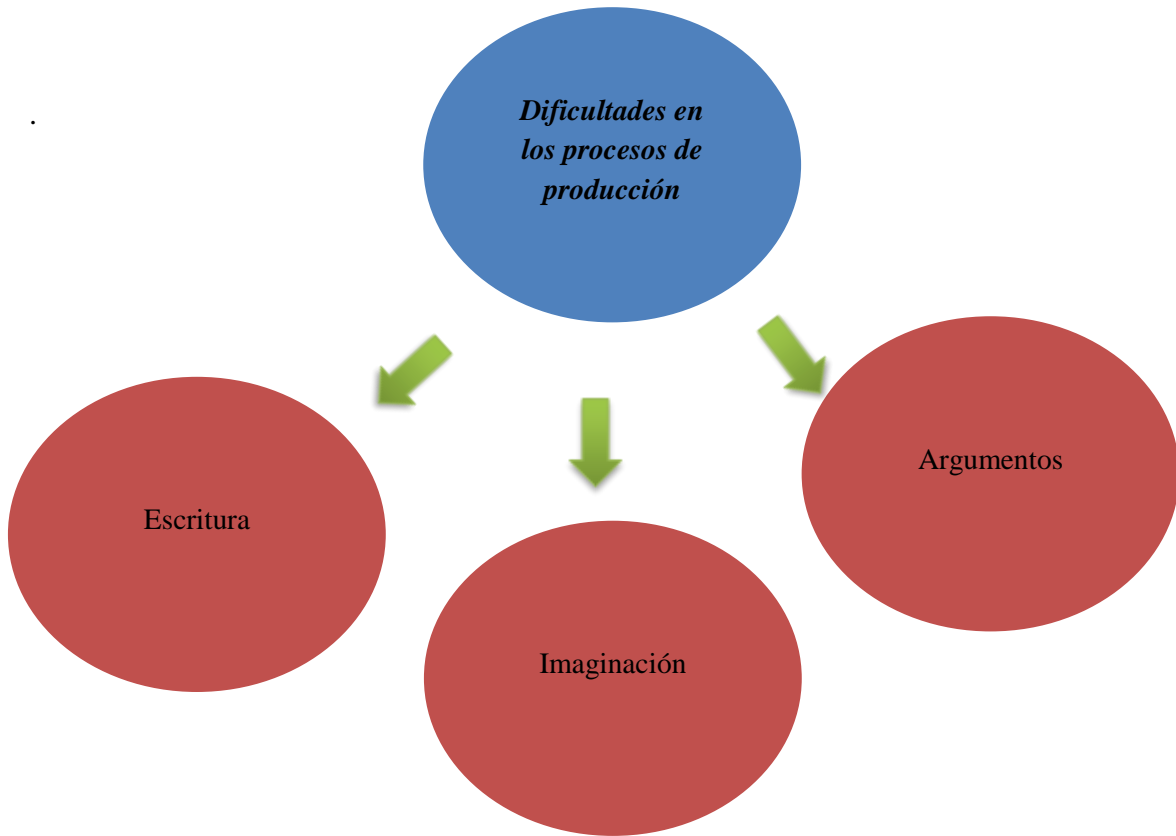 Dificultades en
los procesos de
producción
.
Argumentos
Escritura
Imaginación